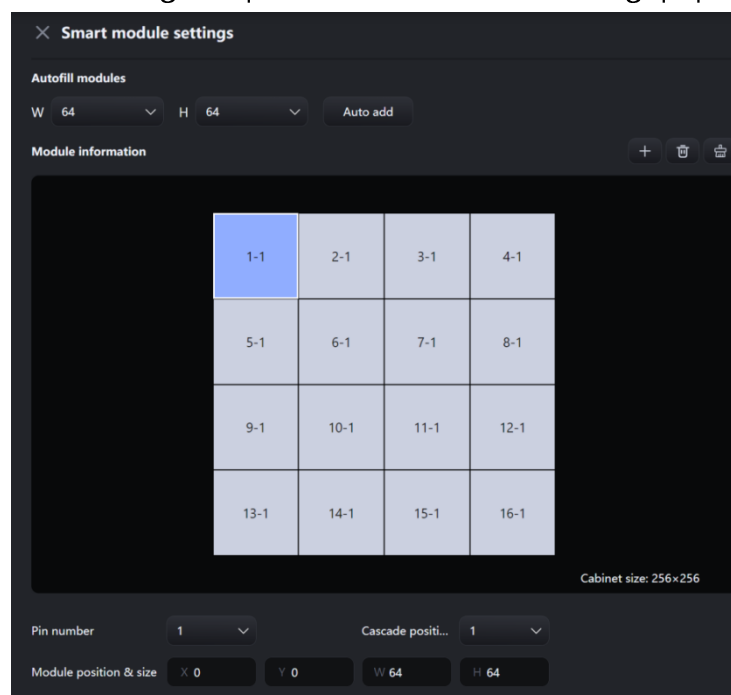 Smart module settings
Autofill modules
W 64 H 64 Auto add
Module information
1-1 2-1 3-1 4-1
5-1 6-1 7-1 8-1
9-1 10-1 11-1 12-1
13-1 14-1 15-1 16-1
Cabinet size: 256×256
Pin number 1 Cascade positi... 1
Module position & size X 0 Y 0 W 64 H 64